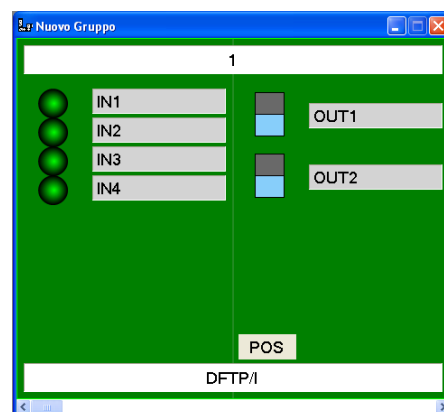 Nuovo Gruppo
1
IN1
IN2
IN3
IN4
OUT1
OUT2
POS
DFTP/I